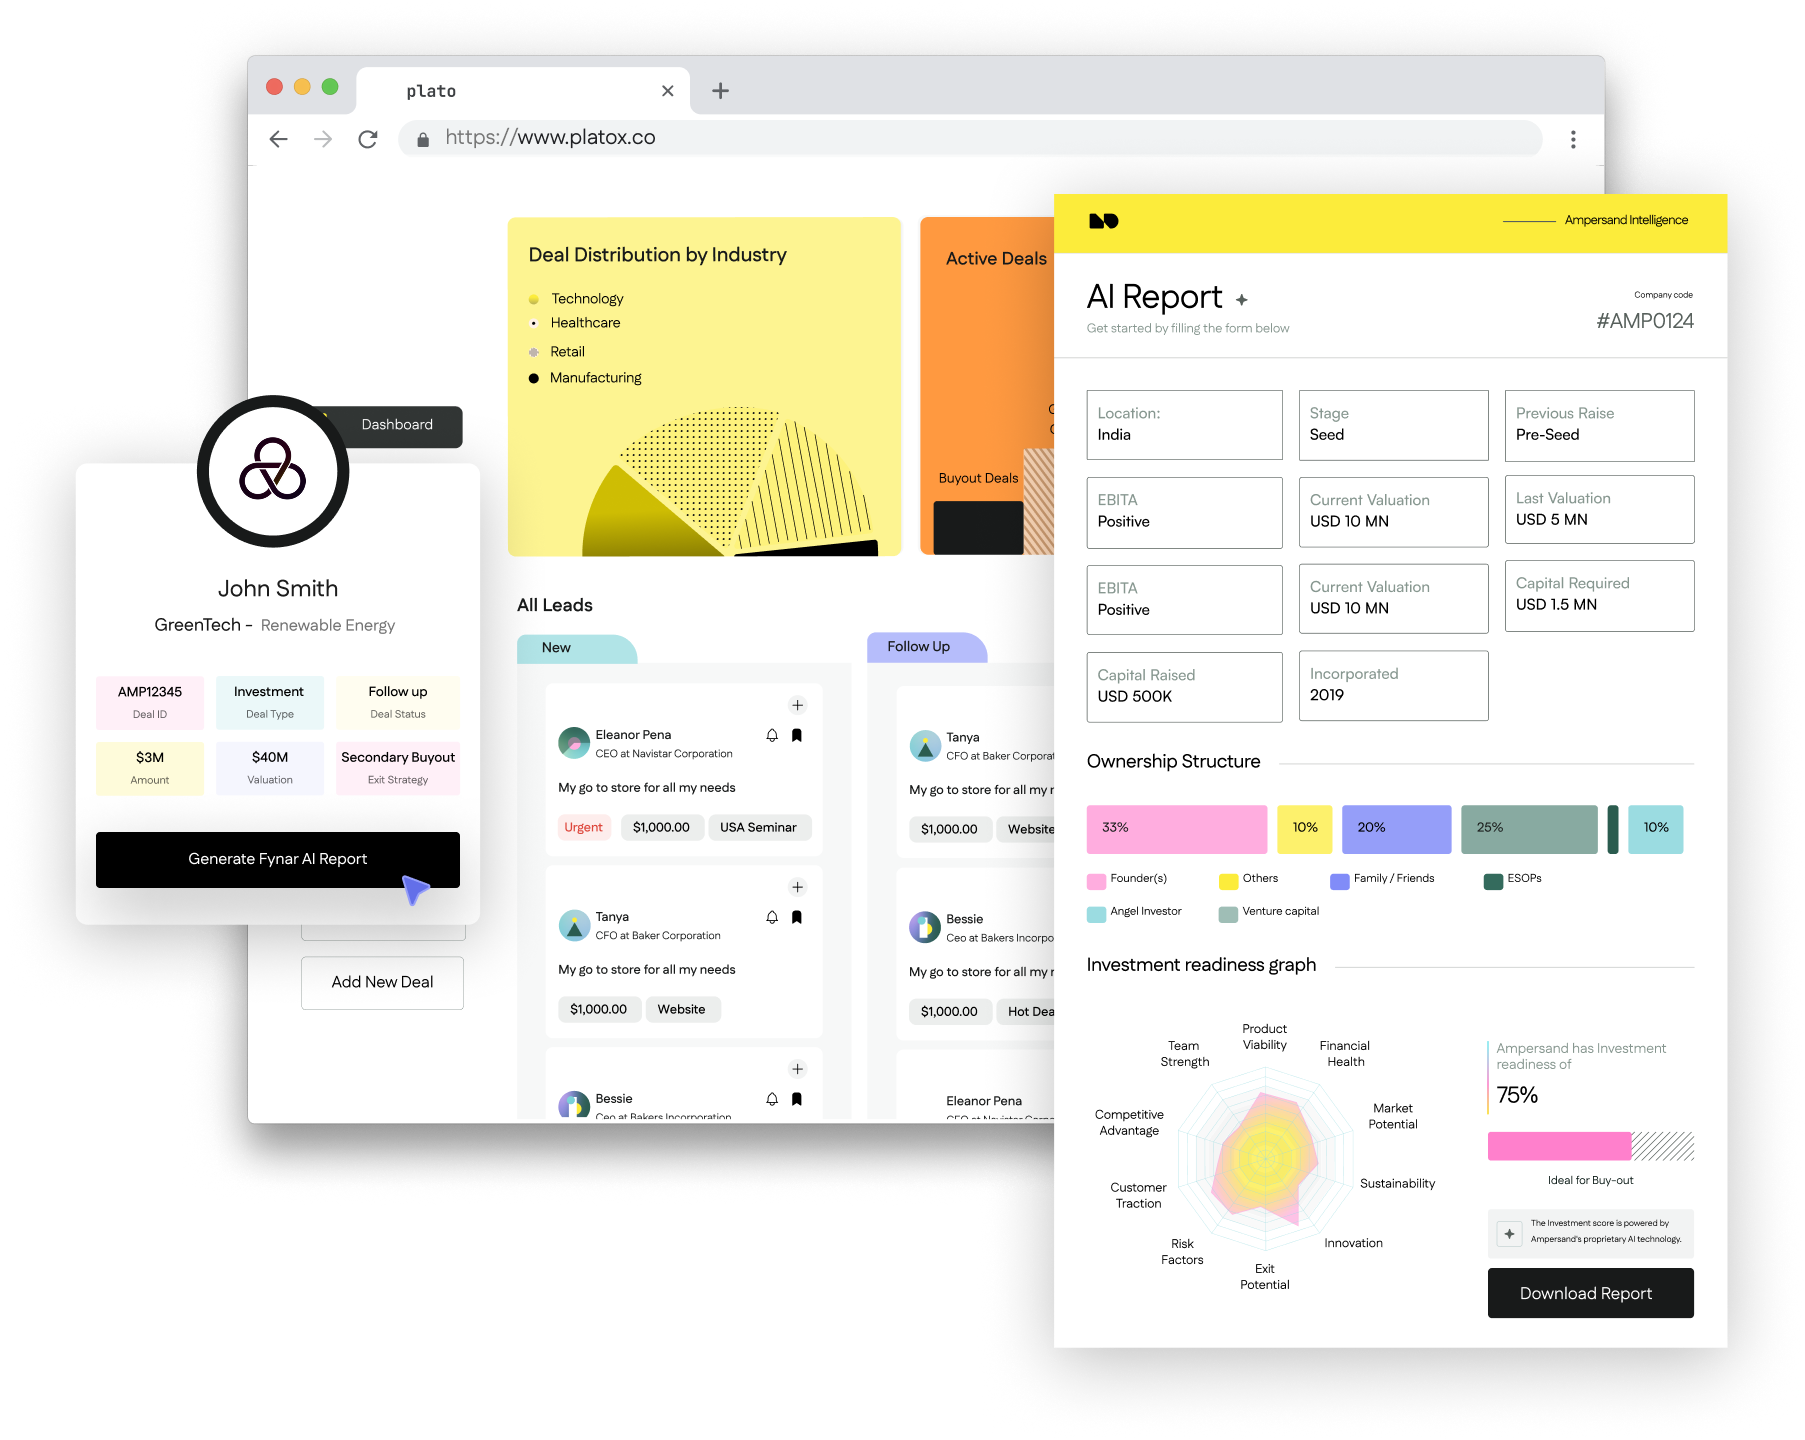 plato
https://www.platox.co
Deal Distribution by Industry
Technology
Healthcare
Retail
Manufacturing
Active Deals
Buyout Deals
Dashboard
John Smith
GreenTech - Renewable Energy
AMP12345
Deal ID
Investment
Deal Type
Follow up
Deal Status
$3M
Amount
$40M
Valuation
Secondary Buyout
Exit Strategy
Generate Fynar AI Report
Add New Deal
All Leads
New
Eleanor Pena
CEO at Navistar Corporation
My go to store for all my needs
Urgent
$1,000.00
USA Seminar
Tanya
CFO at Baker Corporation
My go to store for all my needs
$1,000.00
Website
Bessie
Ceo at Bakers Incorporation
Follow Up
Tanya
CFO at Baker Corporat
My go to store for all my r
$1,000.00
Website
Bessie
Ceo at Bakers Incorpo
My go to store for all my r
$1,000.00
Hot Dea
Eleanor Pena
CEO at Navistar Corpor
Ampersand Intelligence
AI Report
Get started by filling the form below
Company code
#AMP0124
Location:
India
Stage
Seed
Previous Raise
Pre-Seed
EBITA
Positive
Current Valuation
USD 10 MN
Last Valuation
USD 5 MN
EBITA
Positive
Current Valuation
USD 10 MN
Capital Required
USD 1.5 MN
Capital Raised
USD 500K
Incorporated
2019
Ownership Structure
33%
10%
20%
25%
10%
Founder(s)
Others
Family / Friends
ESOPs
Angel Investor
Venture capital
Investment readiness graph
Product
Viability
Financial
Health
Market
Potential
Sustainability
Innovation
Exit
Potential
Risk
Factors
Customer
Traction
Competitive
Advantage
Team
Strength
Ampersand has Investment
readiness of
75%
Ideal for Buy-out
The Investment score is powered by
Ampersand's proprietary AI technology.
Download Report